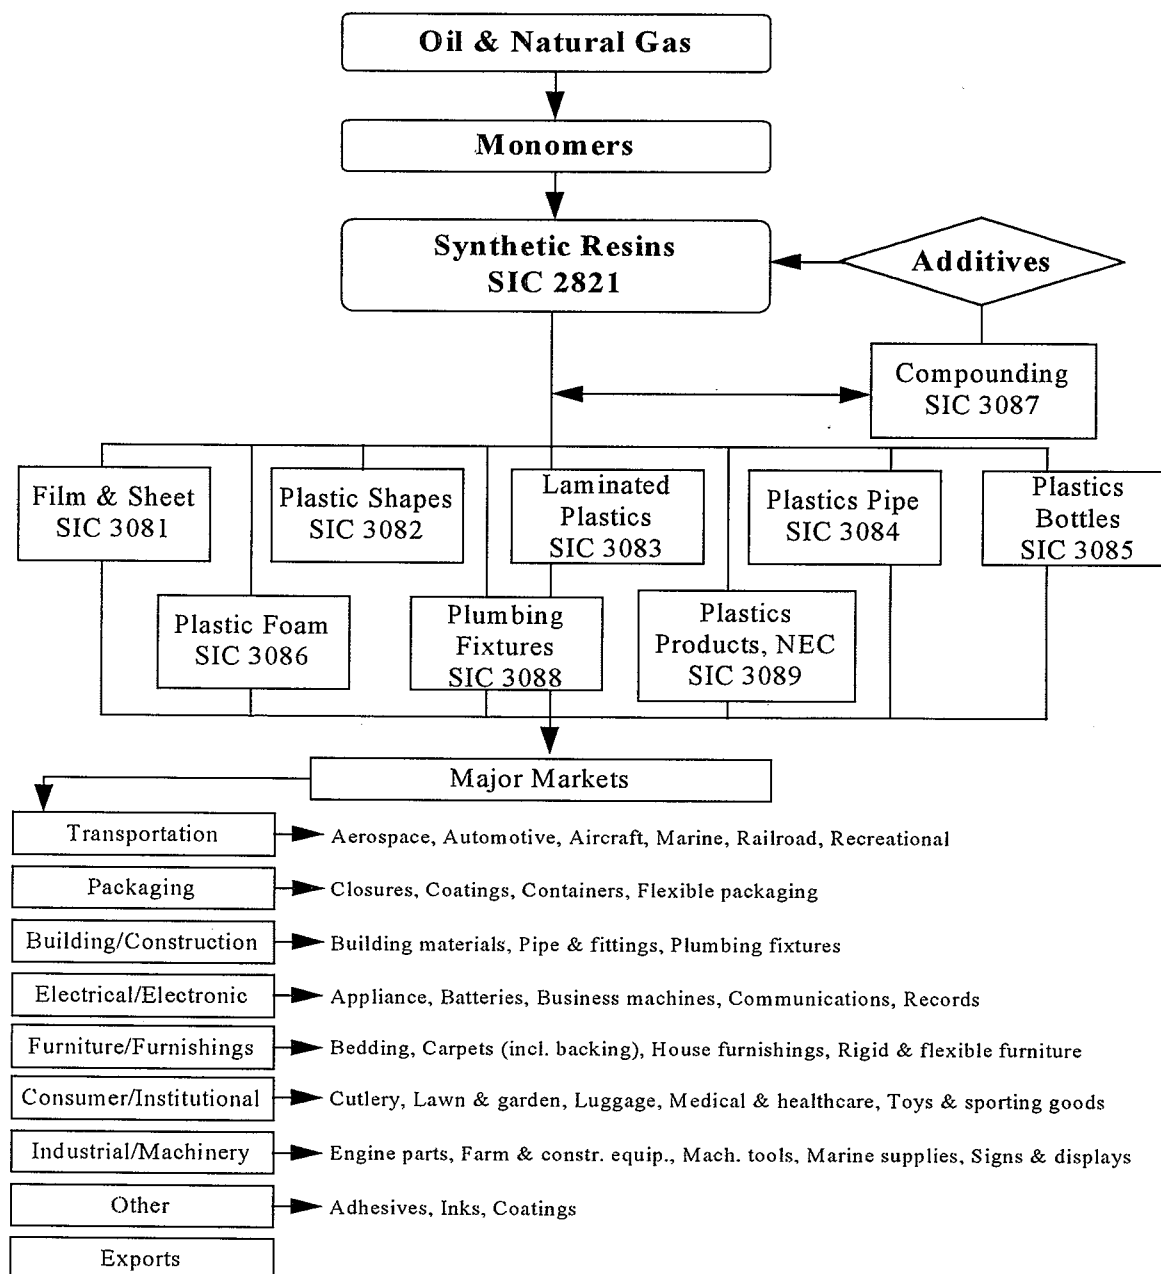 Oil & Natural Gas
Monomers
Synthetic Resins
SIC 2821
Additives
Compounding
SIC 3087
Film & Sheet
SIC 3081
Plastic Shapes
SIC 3082
Laminated
Plastics
SIC 3083
Plastics Pipe
SIC 3084
Plastics
Bottles
SIC 3085
Plastic Foam
SIC 3086
Plumbing
Fixtures
SIC 3088
Plastics
Products, NEC
SIC 3089
Major Markets
Transportation
Aerospace, Automotive, Aircraft, Marine, Railroad, Recreational
Packaging
Closures, Coatings, Containers, Flexible packaging
Building/Construction
Building materials, Pipe & fittings, Plumbing fixtures
Electrical/Electronic
Appliance, Batteries, Business machines, Communications, Records
Furniture/Furnishings
Bedding, Carpets (incl. backing), House furnishings, Rigid & flexible furniture
Consumer/Institutional
Cutlery, Lawn & garden, Luggage, Medical & healthcare, Toys & sporting goods
Industrial/Machinery
Engine parts, Farm & constr. equip., Mach. tools, Marine supplies, Signs & displays
Other
Adhesives, Inks, Coatings
Exports